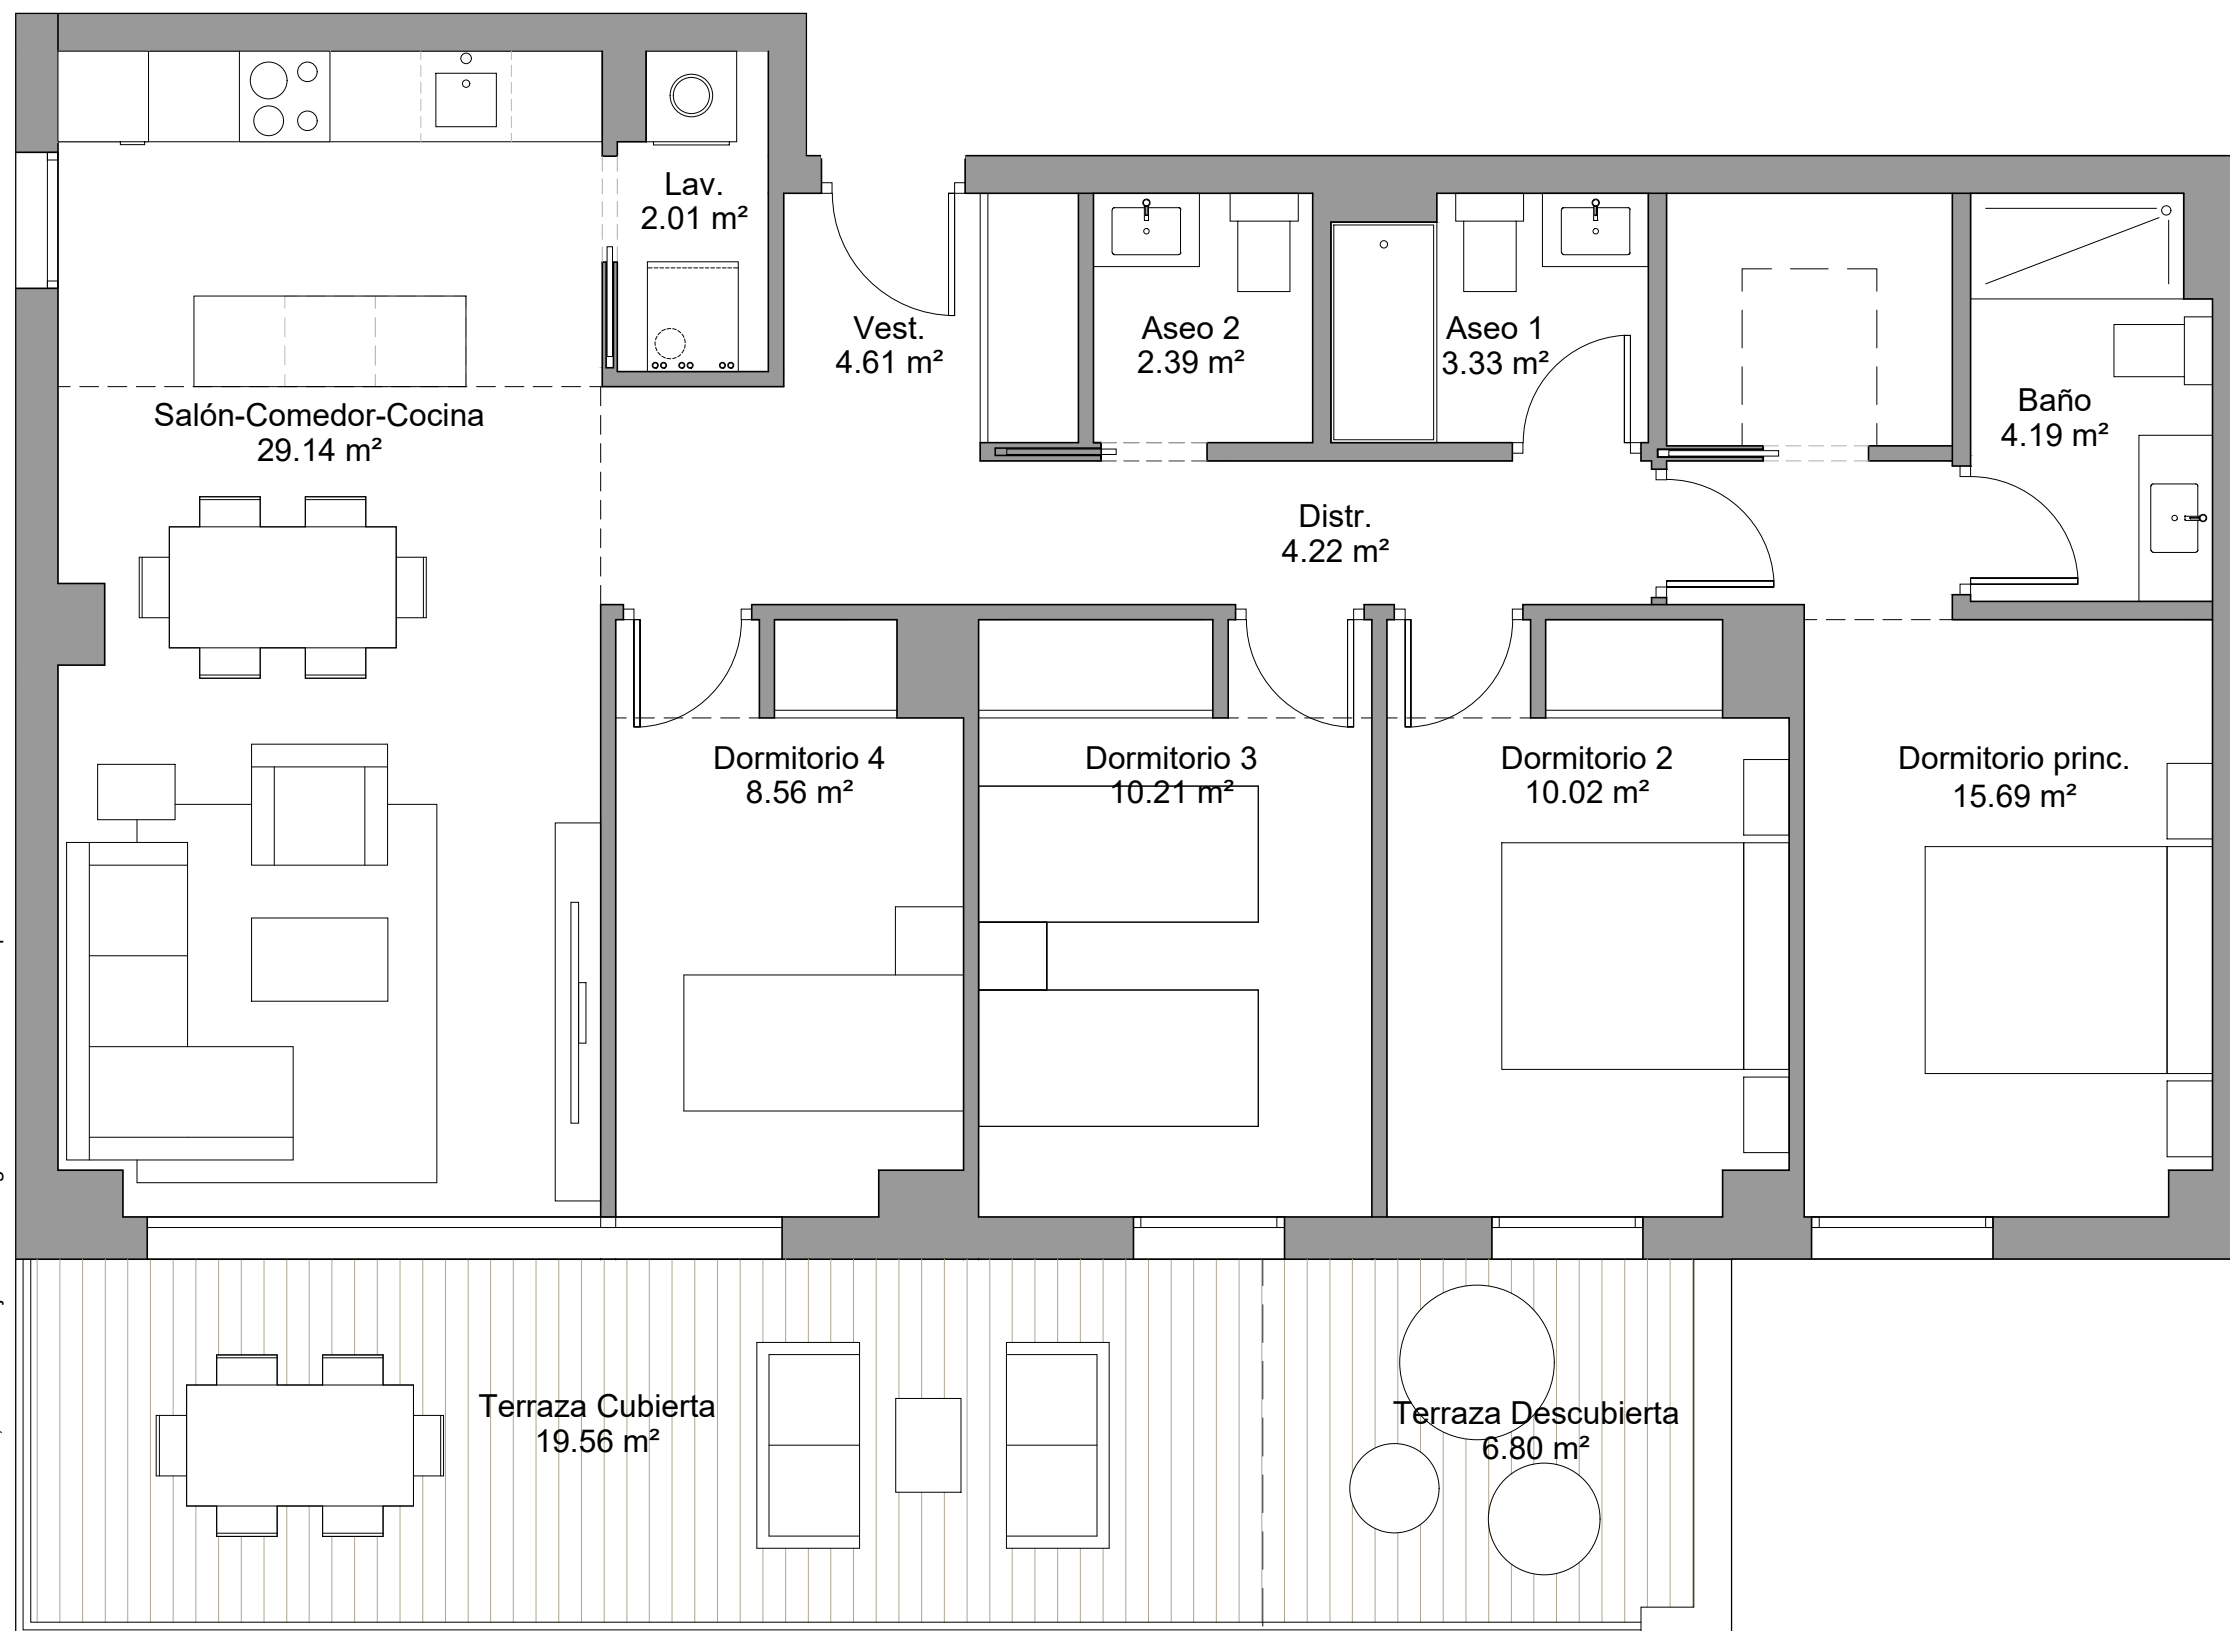 Lav.
2.01 m²
Vest.
4.61 m²
Aseo 2
2.39 m²
Aseo 1
3.33 m²
Baño
4.19 m²
Salón-Comedor-Cocina
29.14 m²
Distr.
4.22 m²
Dormitorio 4
8.56 m²
Dormitorio 3
10.21 m²
Dormitorio 2
10.02 m²
Dormitorio princ.
15.69 m²
Terraza Cubierta
19.56 m²
Terraza Descubierta
6.80 m²